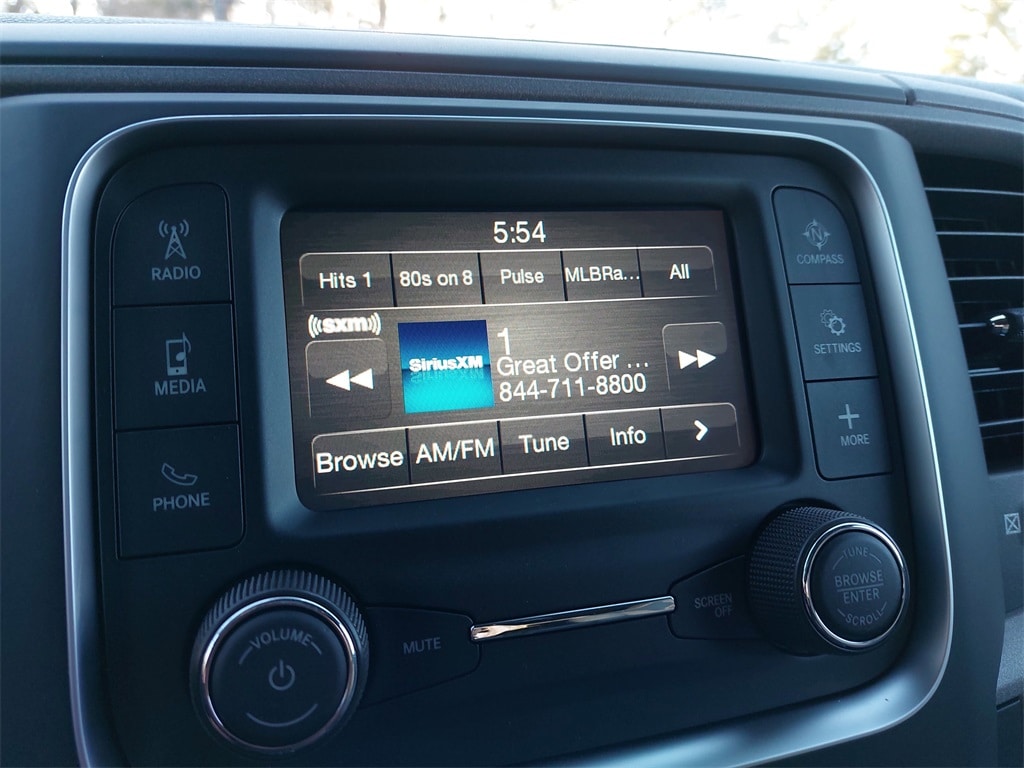 5:54
Hits 1 80s on 8 Pulse MLBRa... All
((sxm))
SiriusXM
1
Great Offer ...
844-711-8800
Browse AM/FM Tune Info
RADIO
MEDIA
PHONE
N
COMPASS
SETTINGS
MORE
VOLUME
MUTE
SCREEN
OFF
TUNE
BROWSE
ENTER
SCROLL